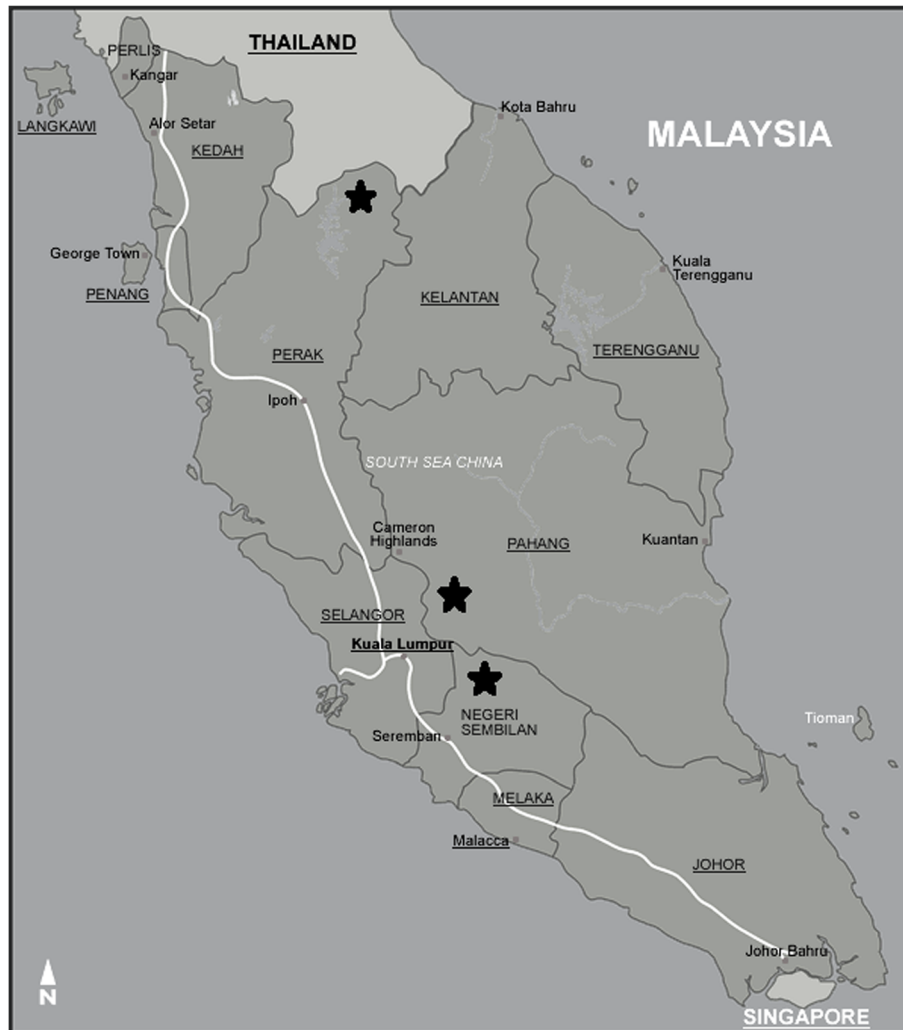 THAILAND
PERLIS
Kangar
LANGKAWI
Alor Setar
KEDAH
Kota Bahru
MALAYSIA
George Town
PENANG
Kuala
Terengganu
KELANTAN
PERAK
TERENGGANU
Ipoh
SOUTH SEA CHINA
Cameron
Highlands
PAHANG
Kuantan
SELANGOR
Kuala Lumpur
NEGERI
SEMBILAN
Seremban
Tioman
MELAKA
Malacca
JOHOR
Johor Bahru
SINGAPORE
N